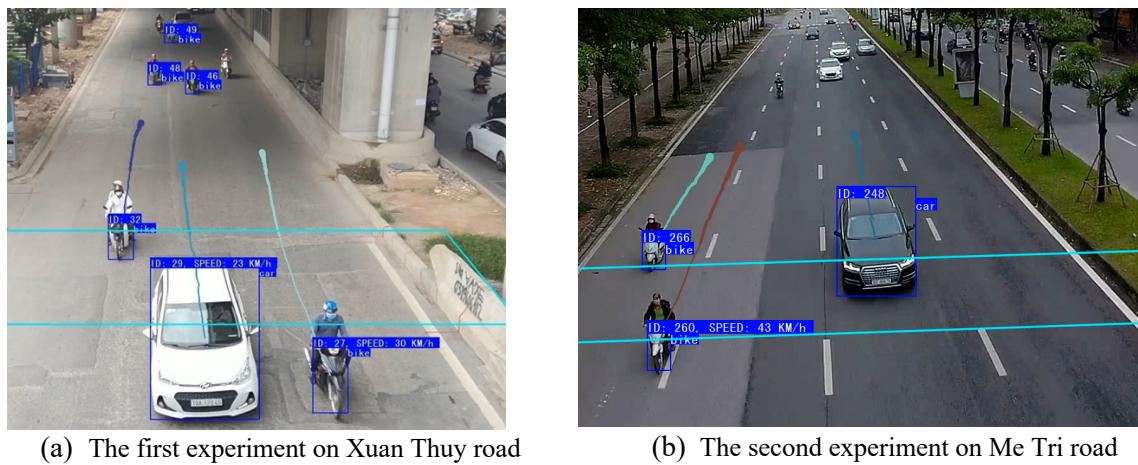 ID: 49
bike
ID: 48
bike
ID: 46
bike
ID: 32
bike
ID: 29, SPEED: 23 KM/h
car
ID: 27, SPEED: 30 KM/h
bike
ID: 248
car
ID: 266
bike
ID: 260, SPEED: 43 KM/h
bike
(a) The first experiment on Xuan Thuy road
(b) The second experiment on Me Tri road